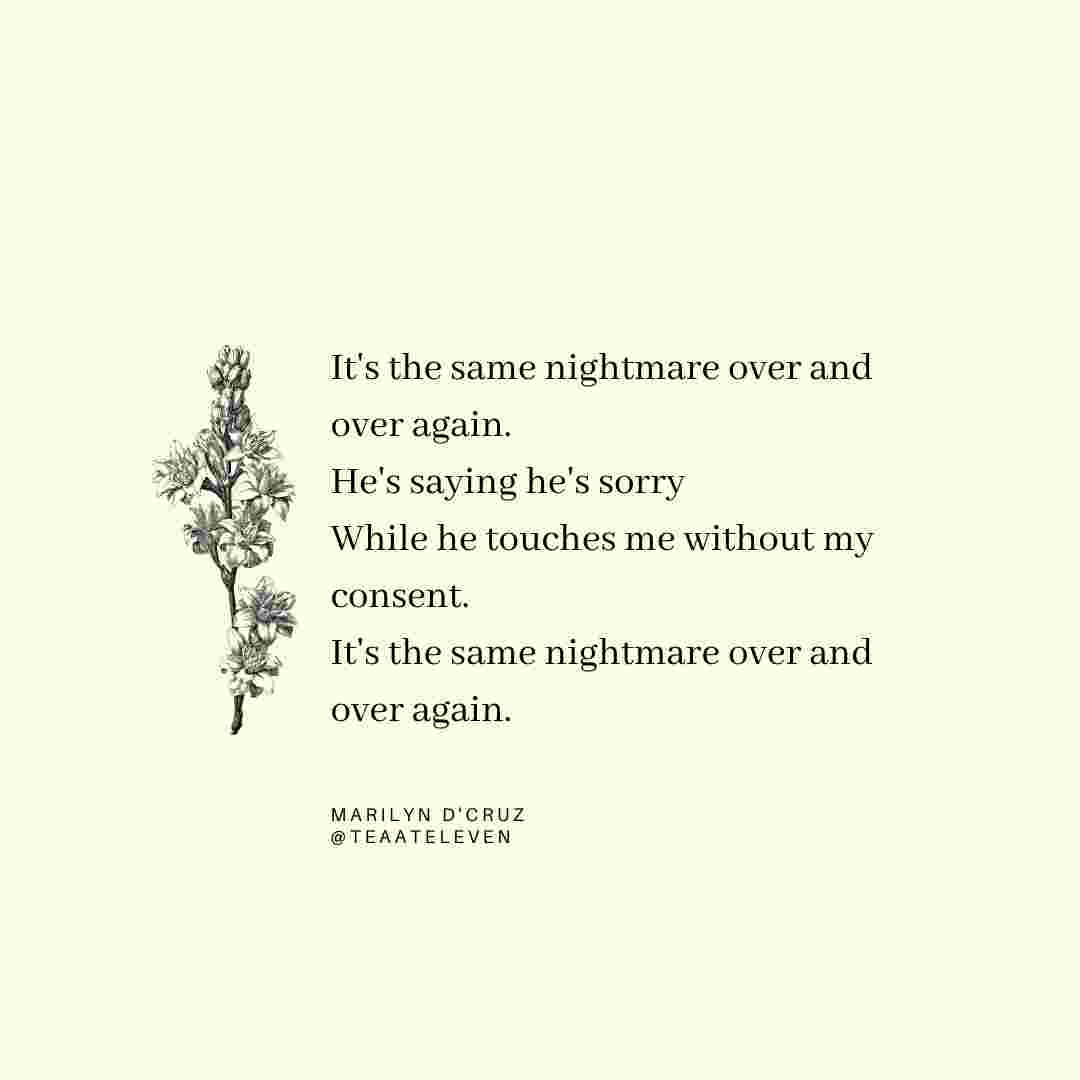 It's the same nightmare over and
over again.
He's saying he's sorry
While he touches me without my
consent.
It's the same nightmare over and
over again.
MARILYN D'CRUZ
@TEAATELEVEN